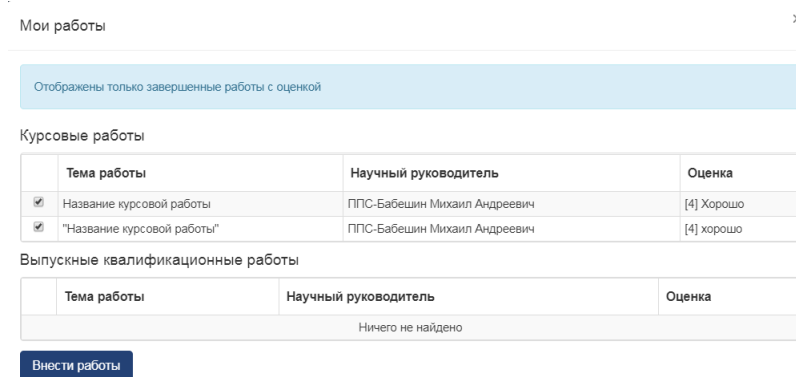 Мои работы
Отображены только завершенные работы с оценкой
Курсовые работы
Тема работы Научный руководитель Оценка
Название курсовой работы ППС-Бабешин Михаил Андреевич [4] Хорошо
"Название курсовой работы" ППС-Бабешин Михаил Андреевич [4] хорошо
Выпускные квалификационные работы
Тема работы Научный руководитель Оценка
Ничего не найдено
Внести работы